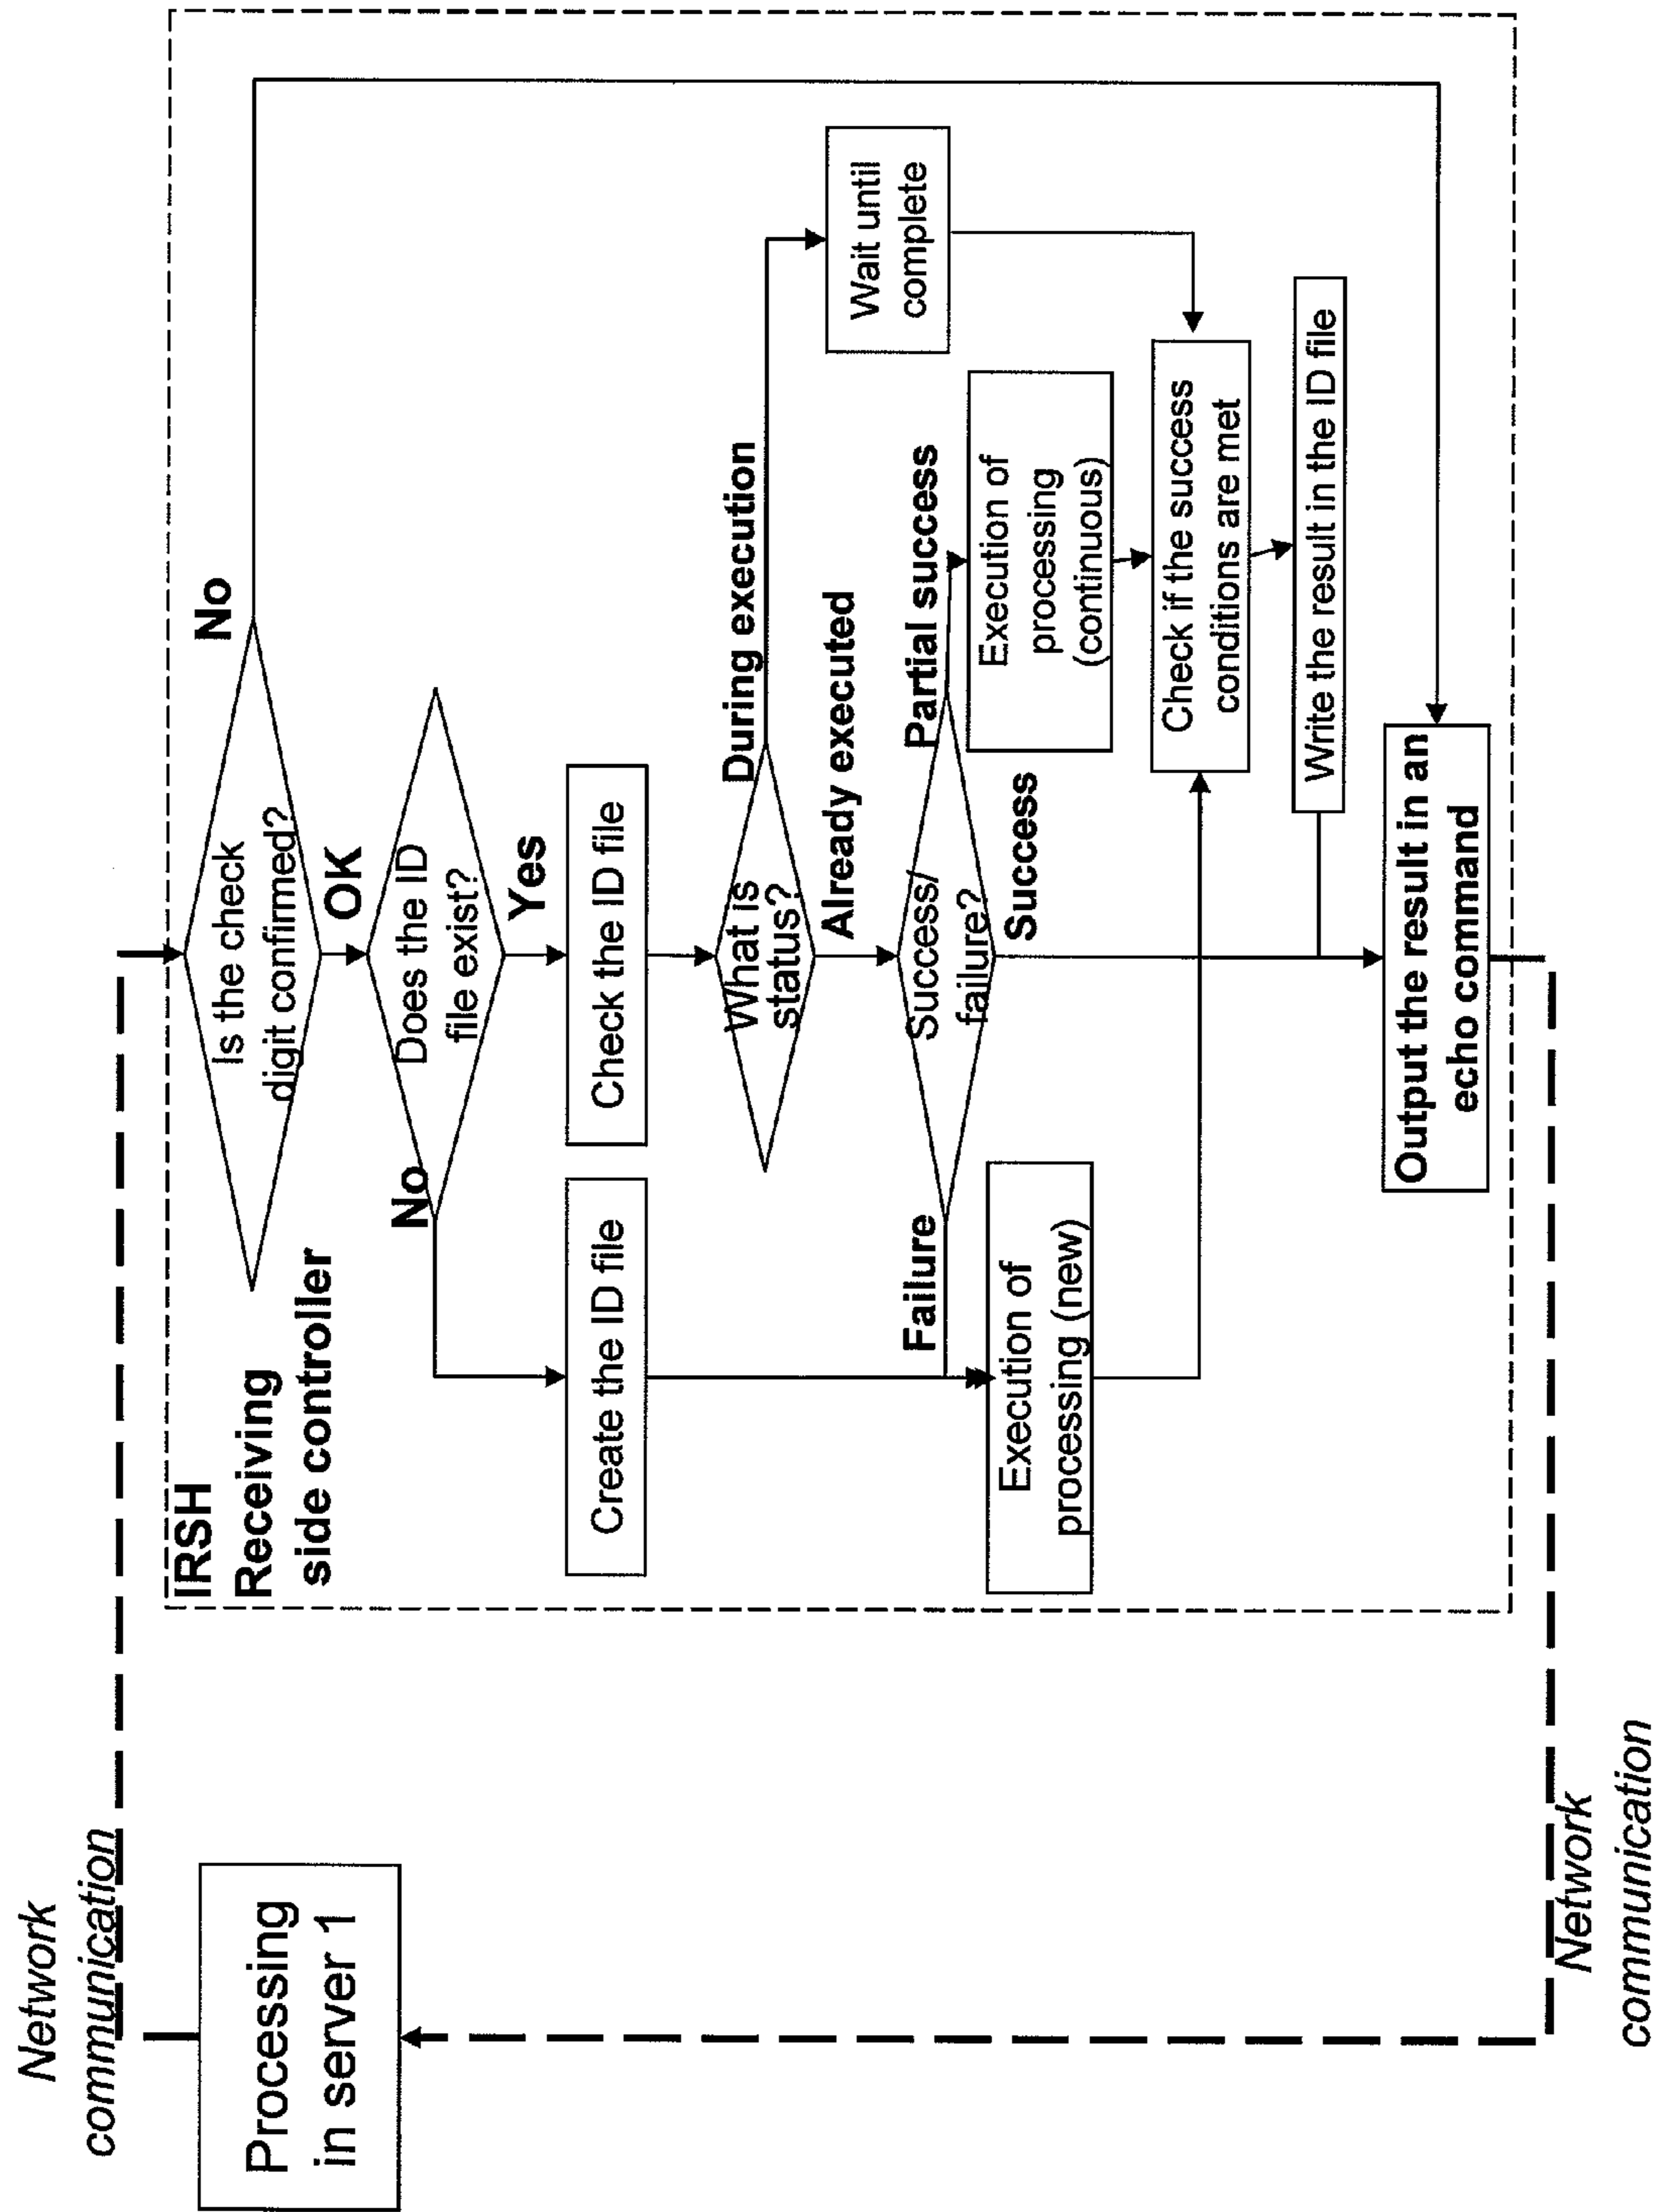 Network
communication
Processing
in server 1
IRSH
Receiving
side controller
Is the check
digit confirmed?
No
OK
Does the ID
file exist?
No
Yes
Create the ID file
Check the ID file
What is
status?
During execution
Already executed
Wait until
complete
Success/
failure?
Failure
Partial success
Success
Execution of
processing (new)
Execution of
processing
(continuous)
Check if the success
conditions are met
Write the result in the ID file
Output the result in an
echo command
Network
communication